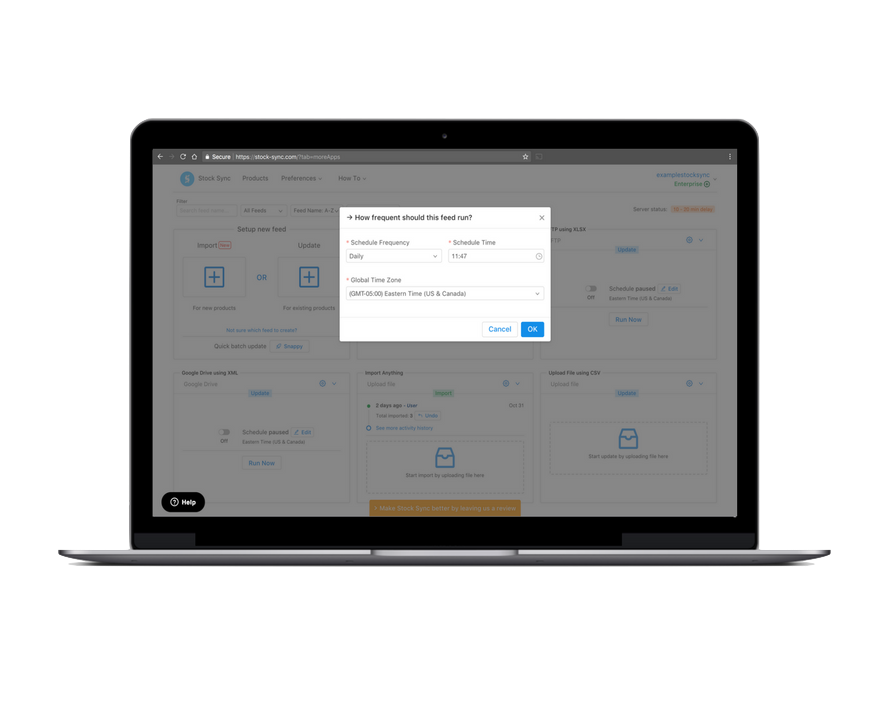 Secure https://stock-sync.com/?tab=moreApps
S Stock Sync Products Preferences How To
examplestocksync
Enterprise
Filter
Search feed name...
All Feeds
Feed Name: A-Z
Server status:
Setup new feed
Import New
Update
OR
For new products
For existing products
Not sure which feed to create?
Quick batch update
Snappy
→ How frequent should this feed run?
* Schedule Frequency
* Schedule Time
Daily
11:47
* Global Time Zone
(GMT-05:00) Eastern Time (US & Canada)
Cancel
OK
TP using XLSX
FTP
Update
Off
Schedule paused
Edit
Eastern Time (US & Canada)
Run Now
Google Drive using XML
Google Drive
Update
Off
Schedule paused
Edit
Eastern Time (US & Canada)
Run Now
Import Anything
Upload file
Import
2 days ago - User
Oct 31
Total imported: 3
Undo
See more activity history
Start import by uploading file here
Upload File using CSV
Upload file
Update
Start update by uploading file here
Help
Make Stock Sync better by leaving us a review